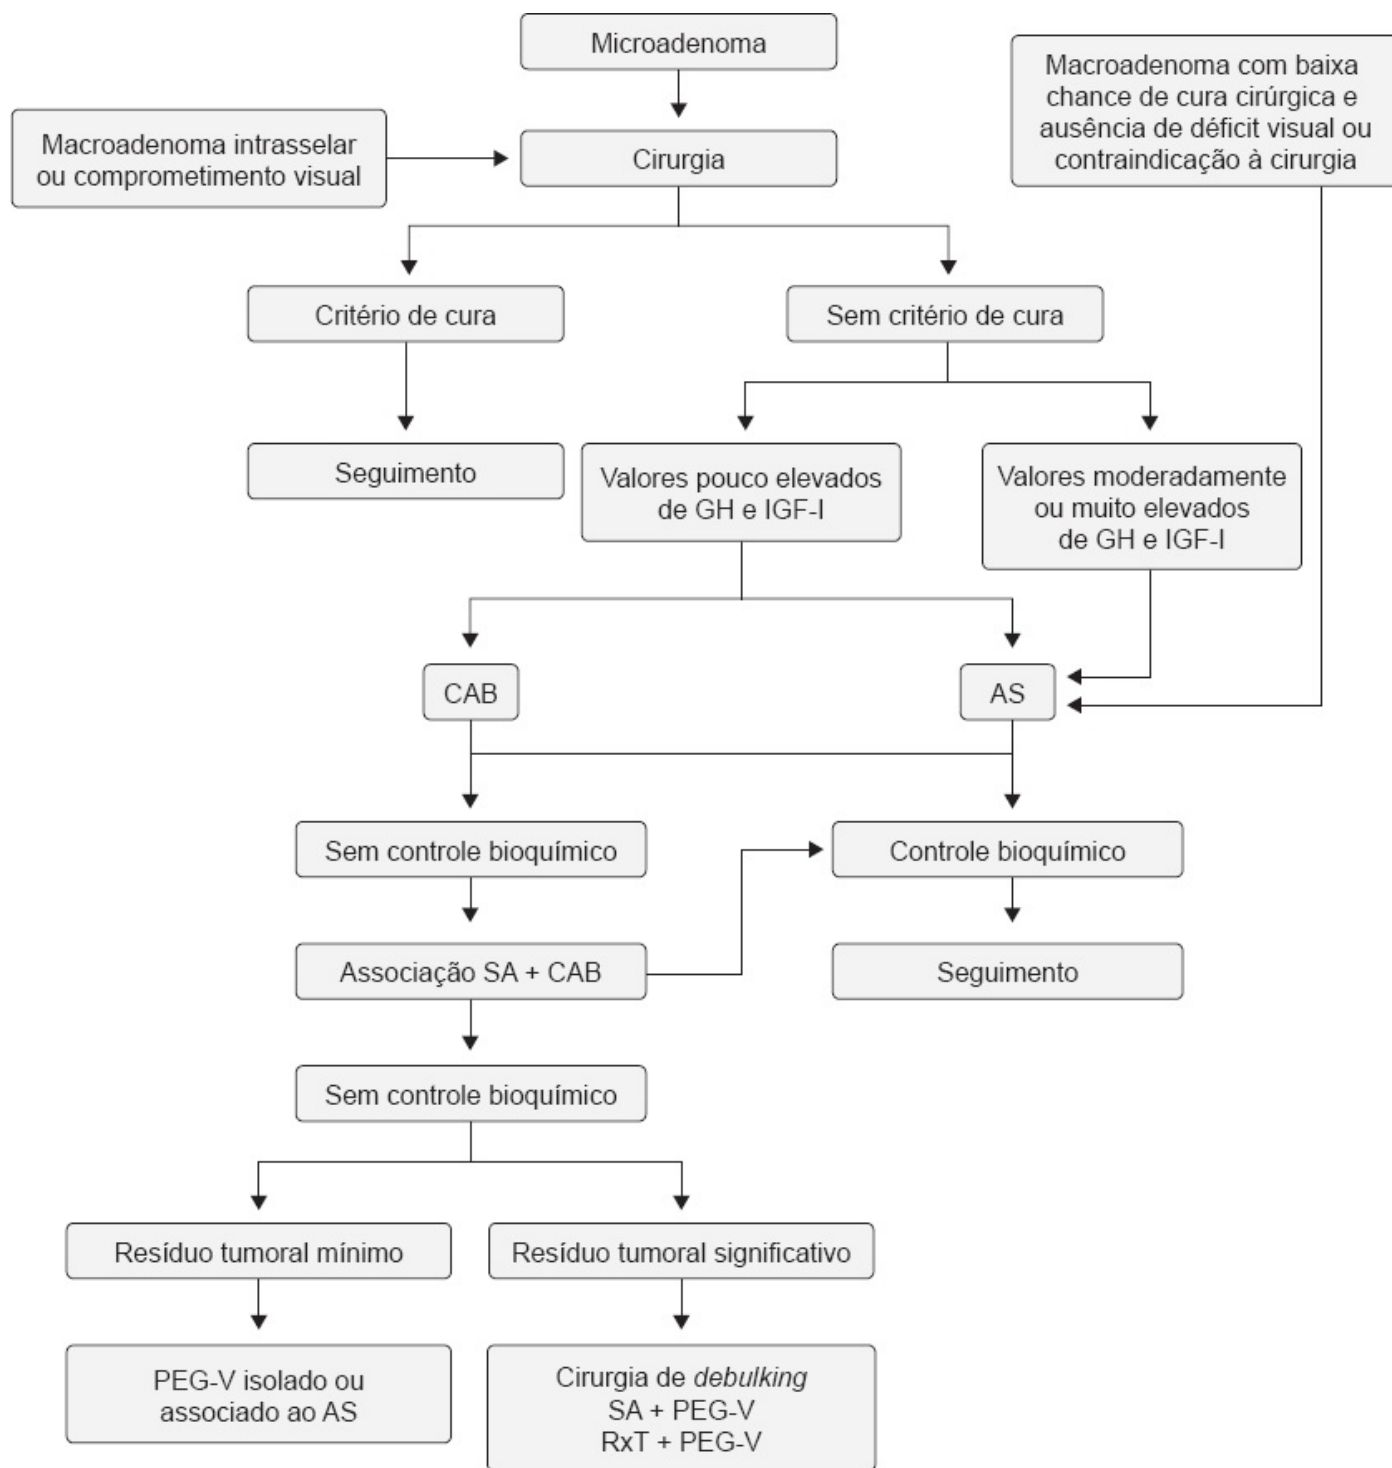 Microadenoma
Macroadenoma com baixa
chance de cura cirúrgica e
ausência de déficit visual ou
contraindicação à cirurgia
Macroadenoma intrasselar
ou comprometimento visual
Cirurgia
Critério de cura
Sem critério de cura
Seguimento
Valores pouco elevados
de GH e IGF-I
Valores moderadamente
ou muito elevados
de GH e IGF-I
CAB
AS
Sem controle bioquímico
Controle bioquímico
Associação SA + CAB
Seguimento
Sem controle bioquímico
Resíduo tumoral mínimo
Resíduo tumoral significativo
PEG-V isolado ou
associado ao AS
Cirurgia de debulking
SA + PEG-V
RxT + PEG-V